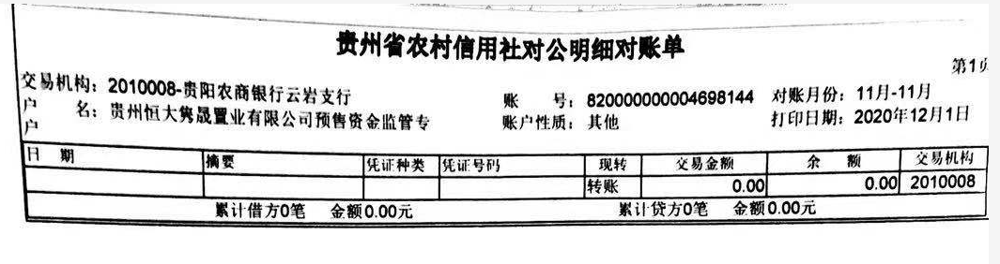 贵州省农村信用社对公明细对账单
第1页
交易机构：2010008-贵阳农商银行云岩支行 账 号：820000000004698144 对账月份：11月-11月
户 名：贵州恒大隽晟置业有限公司预售资金监管专 账户性质：其他 打印日期：2020年12月1日
户
日 期 摘要 凭证种类 凭证号码 现转 交易金额 余 额 交易机构
转账 0.00 0.00 2010008
累计借方0笔 金额0.00元 累计贷方0笔 金额0.00元